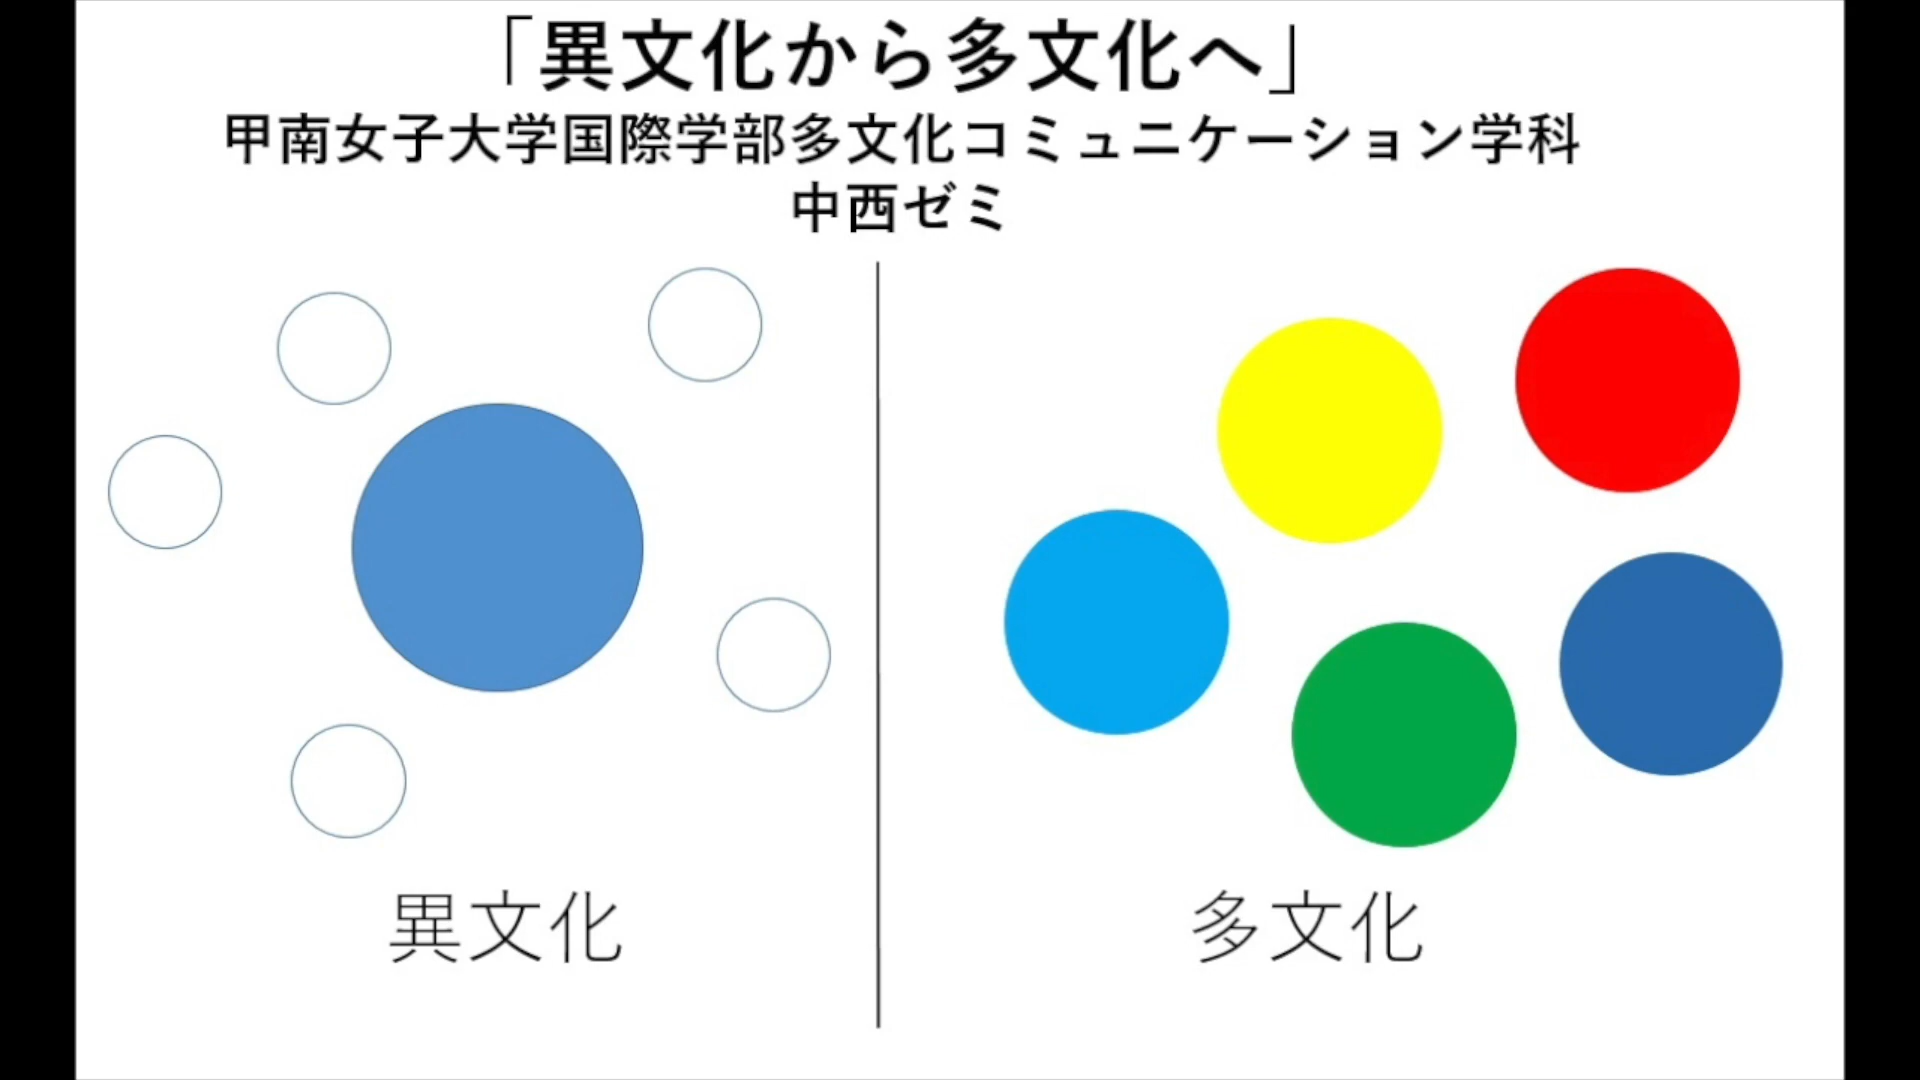 「異文化から多文化へ」
甲南女子大学国際学部多文化コミュニケーション学科
中西ゼミ
異文化
多文化